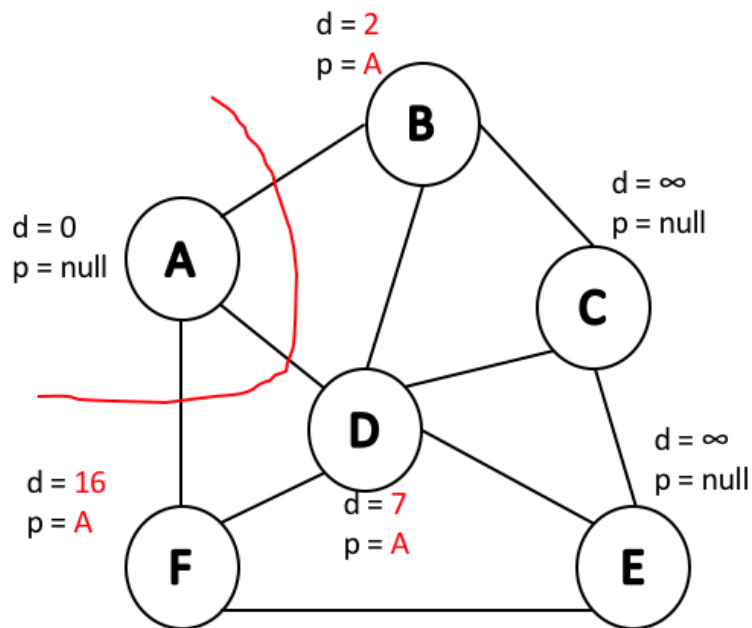 d = 2
p = A
B
d = ∞
p = null
d = 0
p = null
A
C
D
d = ∞
p = null
d = 16
p = A
d = 7
p = A
F
E